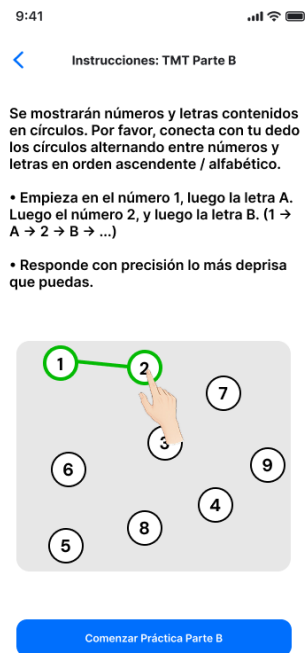 9:41
Instrucciones: TMT Parte B
Se mostrarán números y letras contenidos
en círculos. Por favor, conecta con tu dedo
los círculos alternando entre números y
letras en orden ascendente / alfabético.
• Empieza en el número 1, luego la letra A.
Luego el número 2, y luego la letra B. (1 →
A → 2 → B → ...)
• Responde con precisión lo más deprisa
que puedas.
1
2
7
3
6
9
4
8
5
Comenzar Práctica Parte B